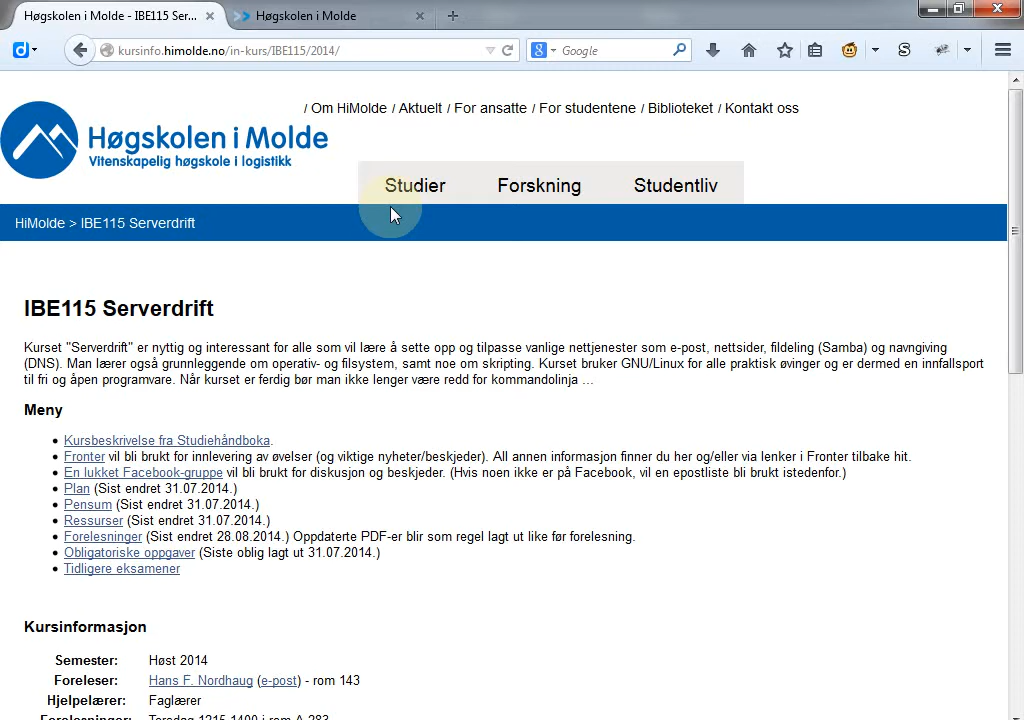 Høgskolen i Molde - IBE115 Ser...
Høgskolen i Molde
kursinfo.himolde.no/in-kurs/IBE115/2014/
Google
/ Om HiMolde / Aktuelt / For ansatte / For studentene / Biblioteket / Kontakt oss
Høgskolen i Molde
Vitenskapelig høgskole i logistikk
Studier Forskning Studentliv
HiMolde > IBE115 Serverdrift
IBE115 Serverdrift
Kurset "Serverdrift" er nyttig og interessant for alle som vil lære å sette opp og tilpasse vanlige nettjenester som e-post, nettsider, fildeling (Samba) og navngiving
(DNS). Man lærer også grunnleggende om operativ- og filsystem, samt noe om skripting. Kurset bruker GNU/Linux for alle praktisk øvinger og er dermed en innfallsport
til fri og åpen programvare. Når kurset er ferdig bør man ikke lenger være redd for kommandolinja ...
Meny
Kursbeskrivelse fra Studiehåndboka.
Fronter vil bli brukt for innlevering av øvelser (og viktige nyheter/beskjeder). All annen informasjon finner du her og/eller via lenker i Fronter tilbake hit.
En lukket Facebook-gruppe vil bli brukt for diskusjon og beskjeder. (Hvis noen ikke er på Facebook, vil en epostliste bli brukt istedenfor.)
Plan (Sist endret 31.07.2014.)
Pensum (Sist endret 31.07.2014.)
Ressurser (Sist endret 31.07.2014.)
Forelesninger (Sist endret 28.08.2014.) Oppdaterte PDF-er blir som regel lagt ut like før forelesning.
Obligatoriske oppgaver (Siste oblig lagt ut 31.07.2014.)
Tidligere eksamener
Kursinformasjon
Semester: Høst 2014
Foreleser: Hans F. Nordhaug (e-post) - rom 143
Hjelpelærer: Faglærer
Forelesninger: Torsdag 1215-1400 i rom A-283